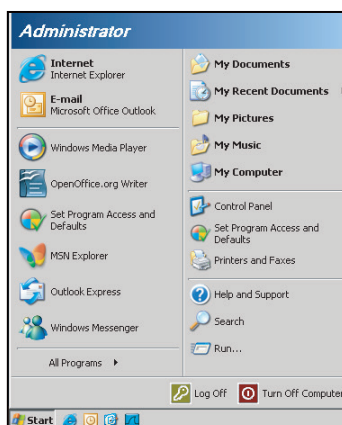 Administrator
Internet
Internet Explorer
E-mail
Microsoft Office Outlook
Windows Media Player
OpenOffice.org Writer
Set Program Access and
Defaults
MSN Explorer
Outlook Express
Windows Messenger
All Programs
My Documents
My Recent Documents
My Pictures
My Music
My Computer
Control Panel
Set Program Access and
Defaults
Printers and Faxes
Help and Support
Search
Run...
Log Off
Turn Off Computer
Start